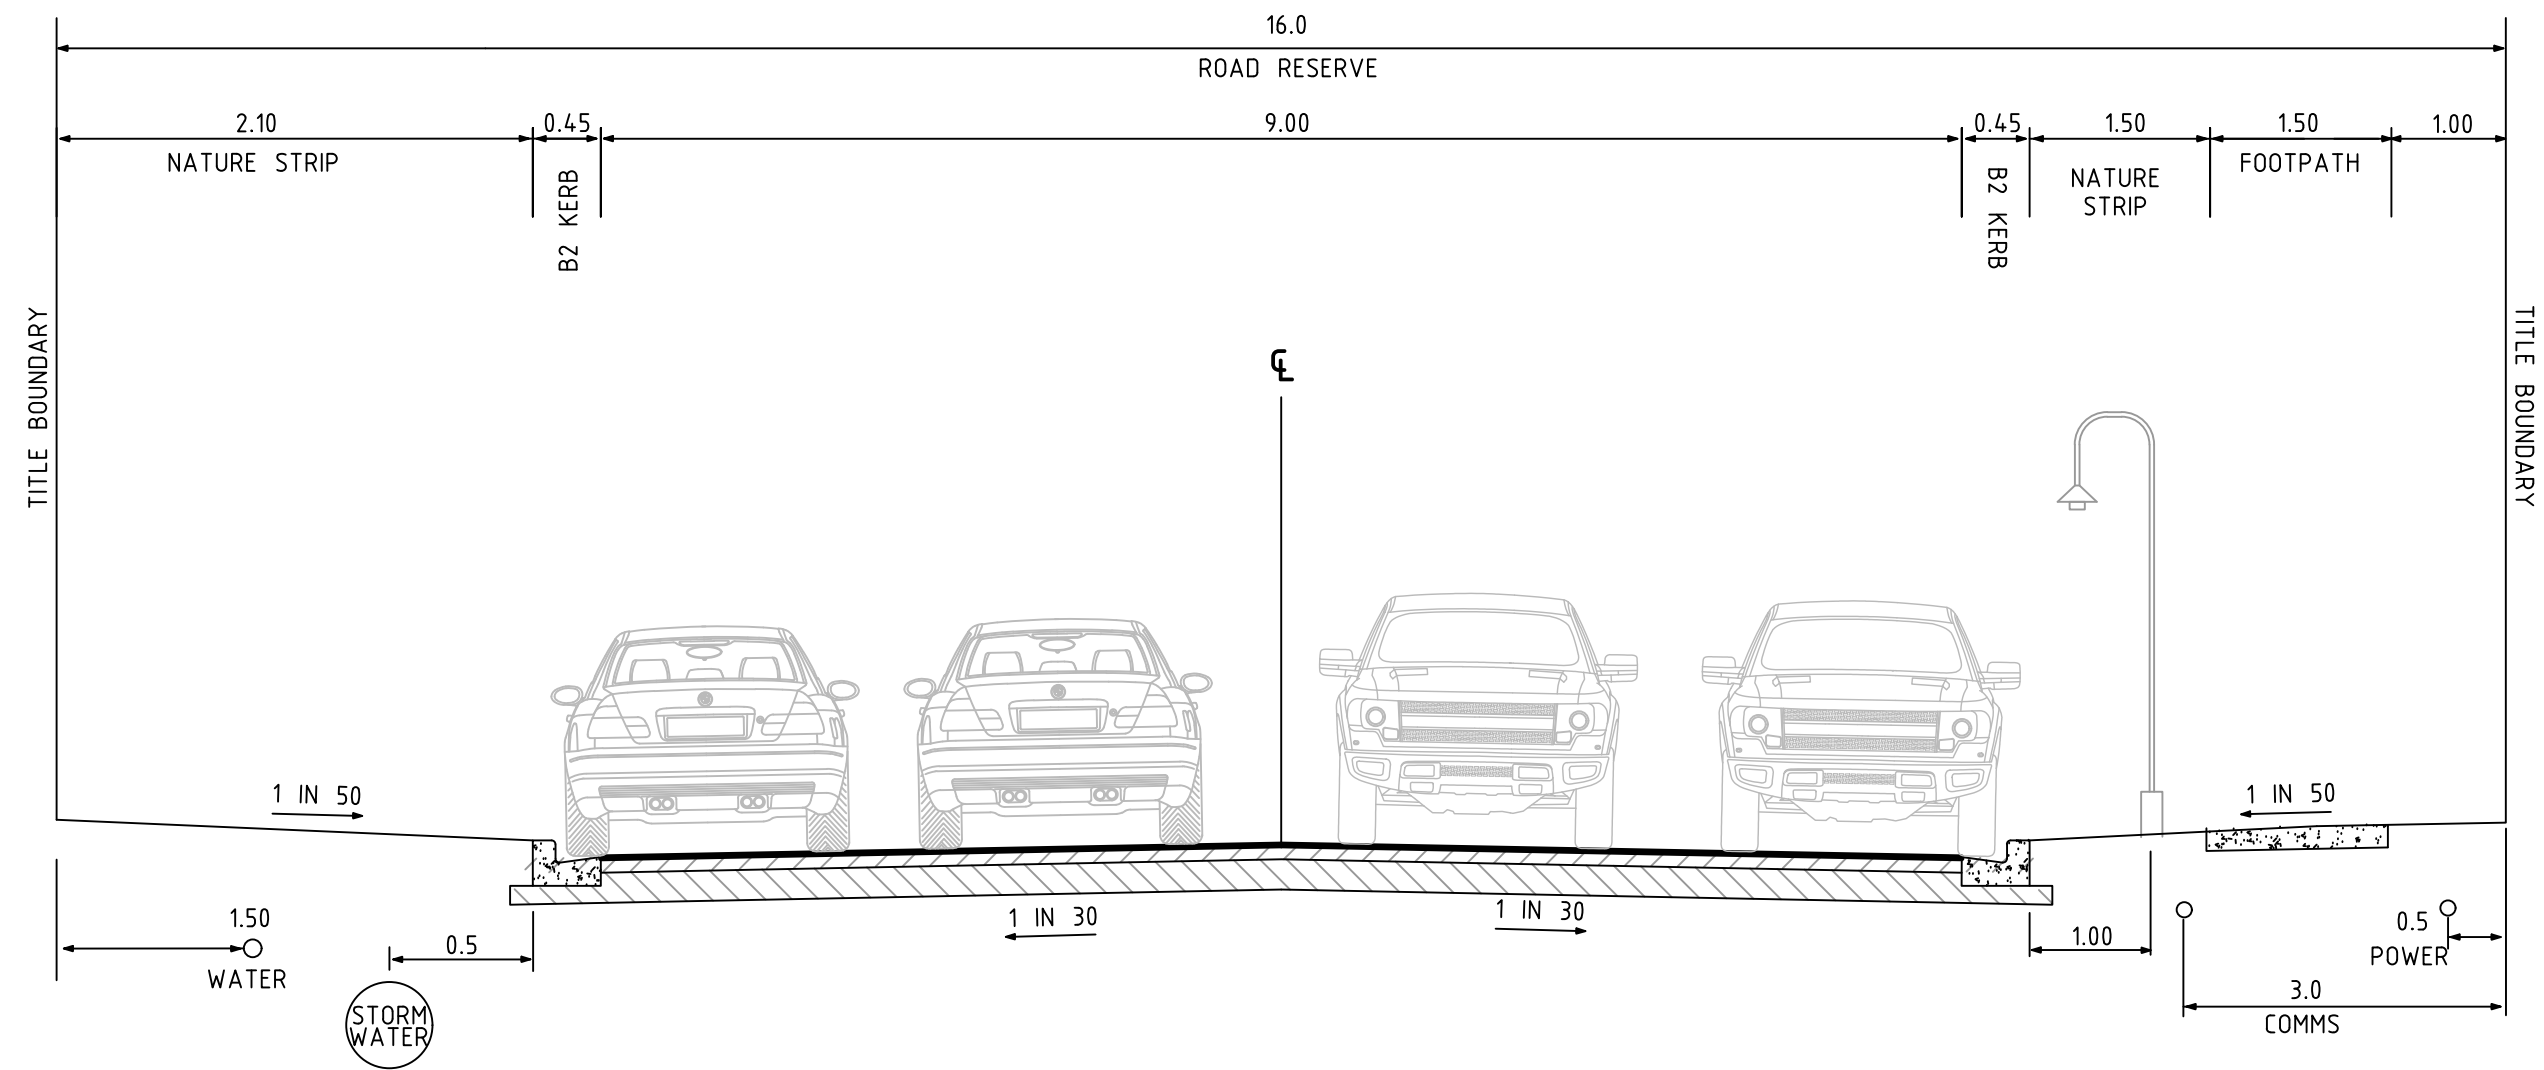 16.0
ROAD RESERVE
2.10
0.45
9.00
0.45
1.50
1.50
1.00
NATURE STRIP
B2 KERB
B2 KERB
NATURE
STRIP
FOOTPATH
TITLE BOUNDARY
TITLE BOUNDARY
CL
1 IN 50
1 IN 50
1 IN 30
1 IN 30
1.50
WATER
0.5
STORM
WATER
1.00
0.5
POWER
3.0
COMMS